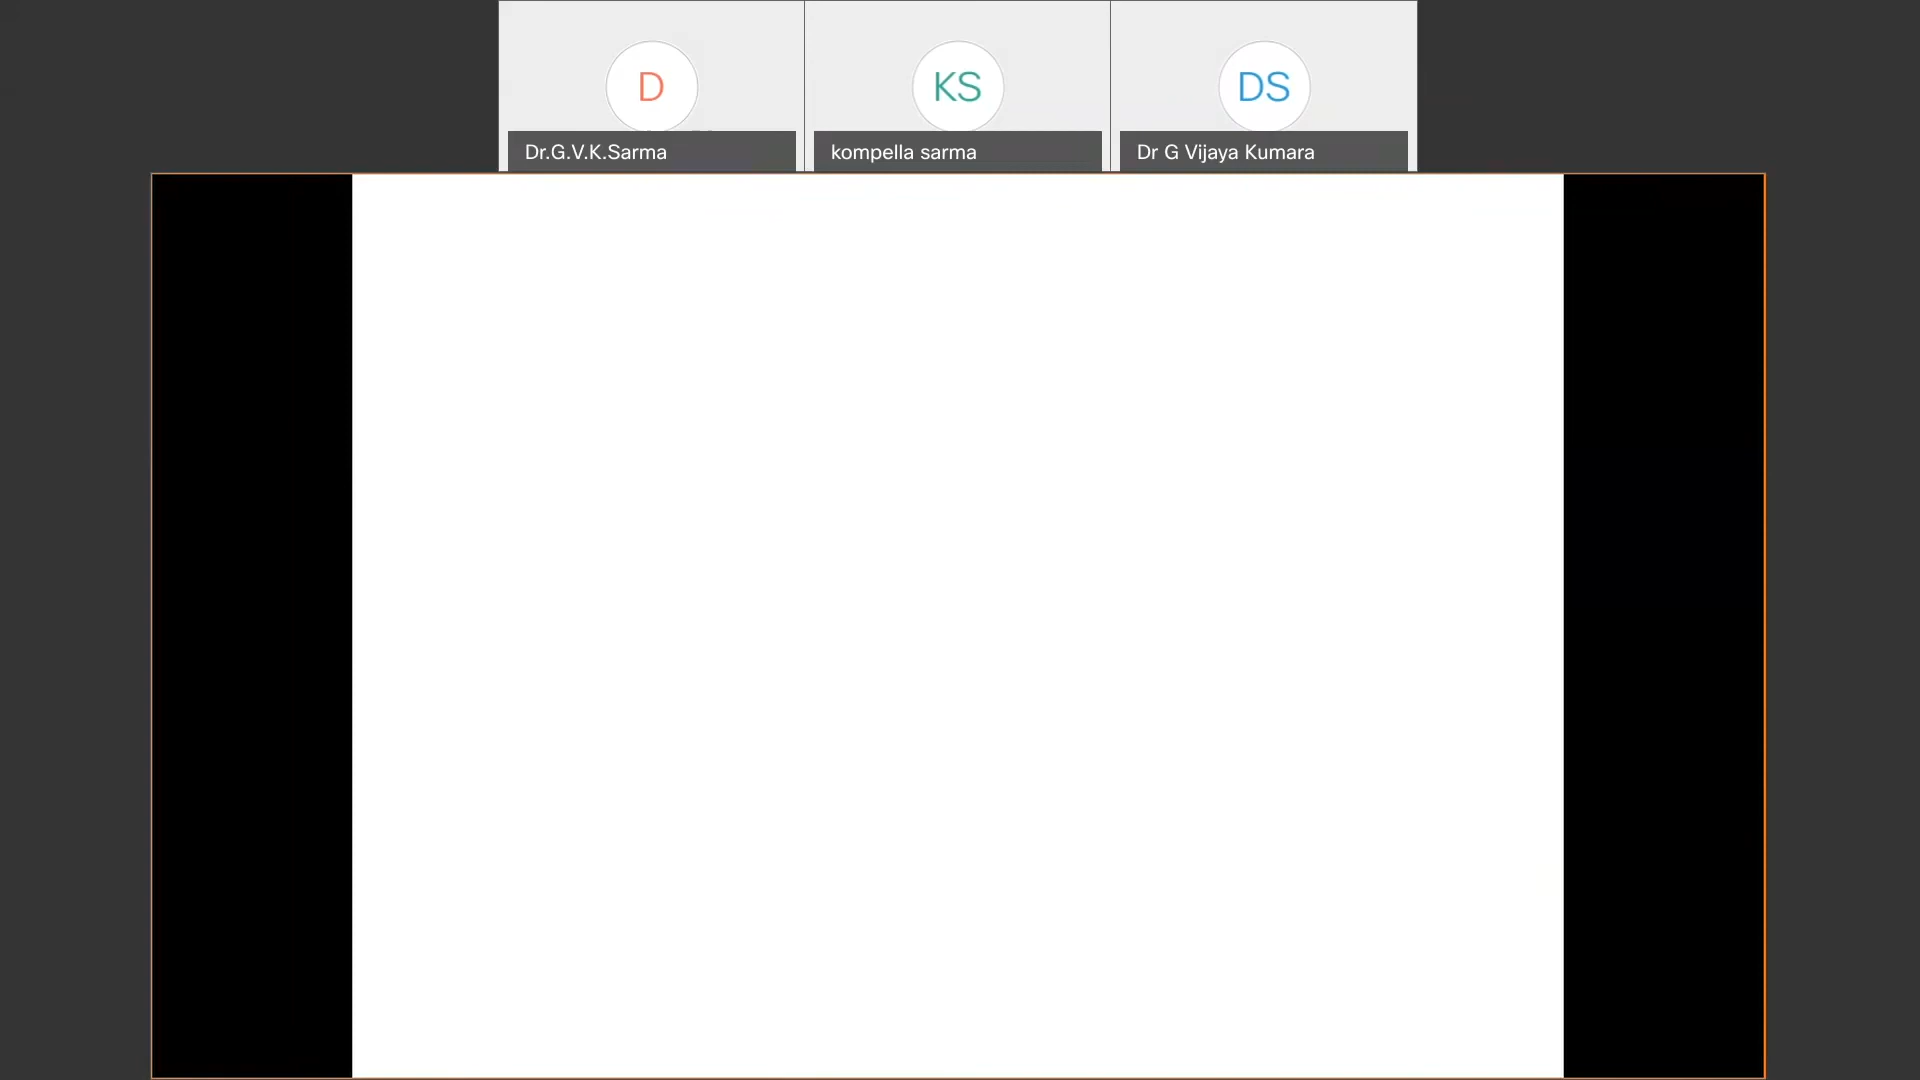 D
KS
DS
Dr.G.V.K.Sarma
kompella sarma
Dr G Vijaya Kumara